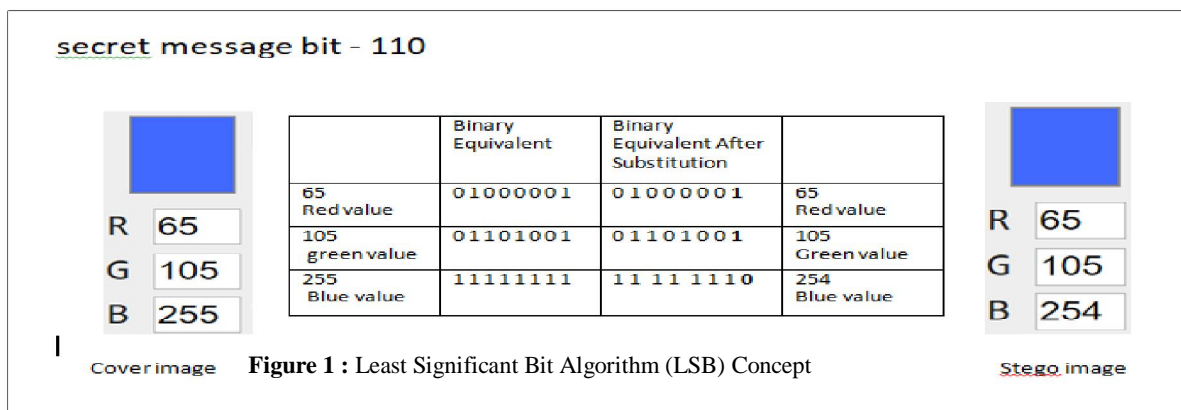 secret message bit - 110
Binary Equivalent
Binary Equivalent After Substitution
65 Red value
01000001
01000001
65 Red value
105 green value
01101001
01101001
105 Green value
255 Blue value
11111111
11 11 1110
254 Blue value
R 65
G 105
B 255
R 65
G 105
B 254
Cover image
Figure 1 : Least Significant Bit Algorithm (LSB) Concept
Stego image